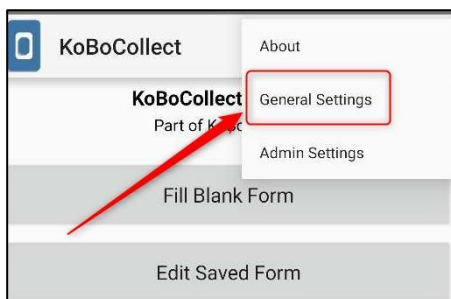 KoBoCollect
About
KoBoCollect
General Settings
Part of
Admin Settings
Fill Blank Form
Edit Saved Form